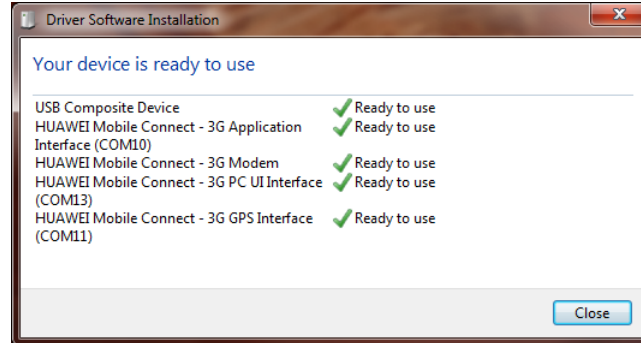 Driver Software Installation
Your device is ready to use
USB Composite Device Ready to use
HUAWEI Mobile Connect - 3G Application Ready to use
Interface (COM10)
HUAWEI Mobile Connect - 3G Modem Ready to use
HUAWEI Mobile Connect - 3G PC UI Interface Ready to use
(COM13)
HUAWEI Mobile Connect - 3G GPS Interface Ready to use
(COM11)
Close